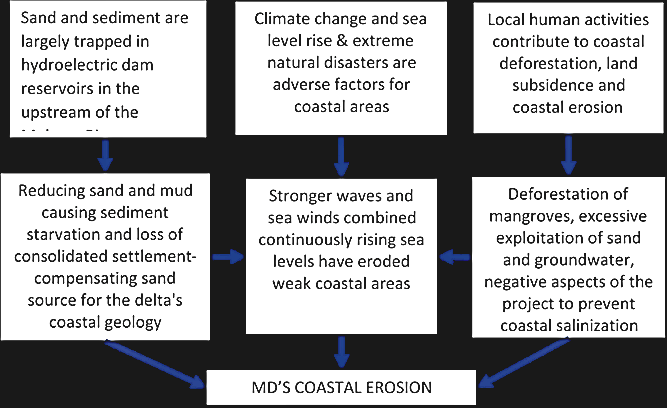 Sand and sediment are
largely trapped in
hydroelectric dam
reservoirs in the
upstream of the
Climate change and sea
level rise & extreme
natural disasters are
adverse factors for
coastal areas
Local human activities
contribute to coastal
deforestation, land
subsidence and
coastal erosion
Reducing sand and mud
causing sediment
starvation and loss of
consolidated settlement-
compensating sand
source for the delta's
coastal geology
Stronger waves and
sea winds combined
continuously rising sea
levels have eroded
weak coastal areas
Deforestation of
mangroves, excessive
exploitation of sand
and groundwater,
negative aspects of the
project to prevent
coastal salinization
MD'S COASTAL EROSION